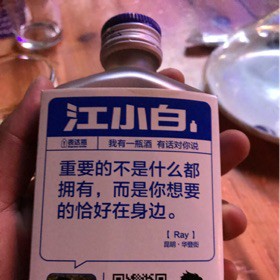 江小白
表达瓶
我有一瓶酒 有话对你说
重要的不是什么都
拥有，而是你想要
的恰好在身边。
【 Ray 】
昆明·华登街